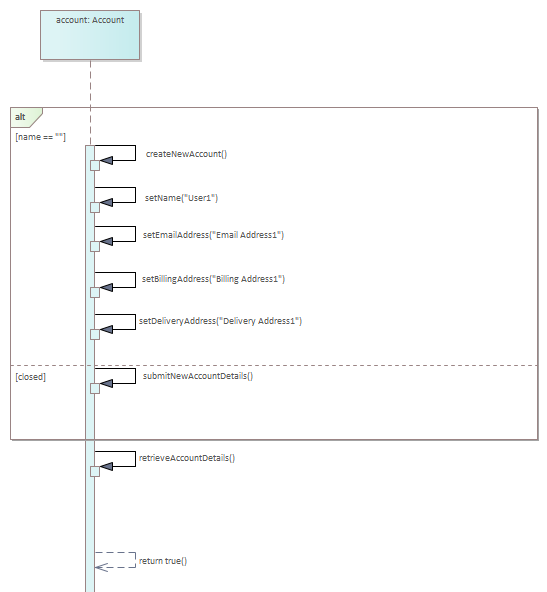 account: Account
alt
[name == ""]
createNewAccount()
setName("User1")
setEmailAddress("Email Address1")
setBillingAddress("Billing Address1")
setDeliveryAddress("Delivery Address1")
[closed]
submitNewAccountDetails()
retrieveAccountDetails()
return true()